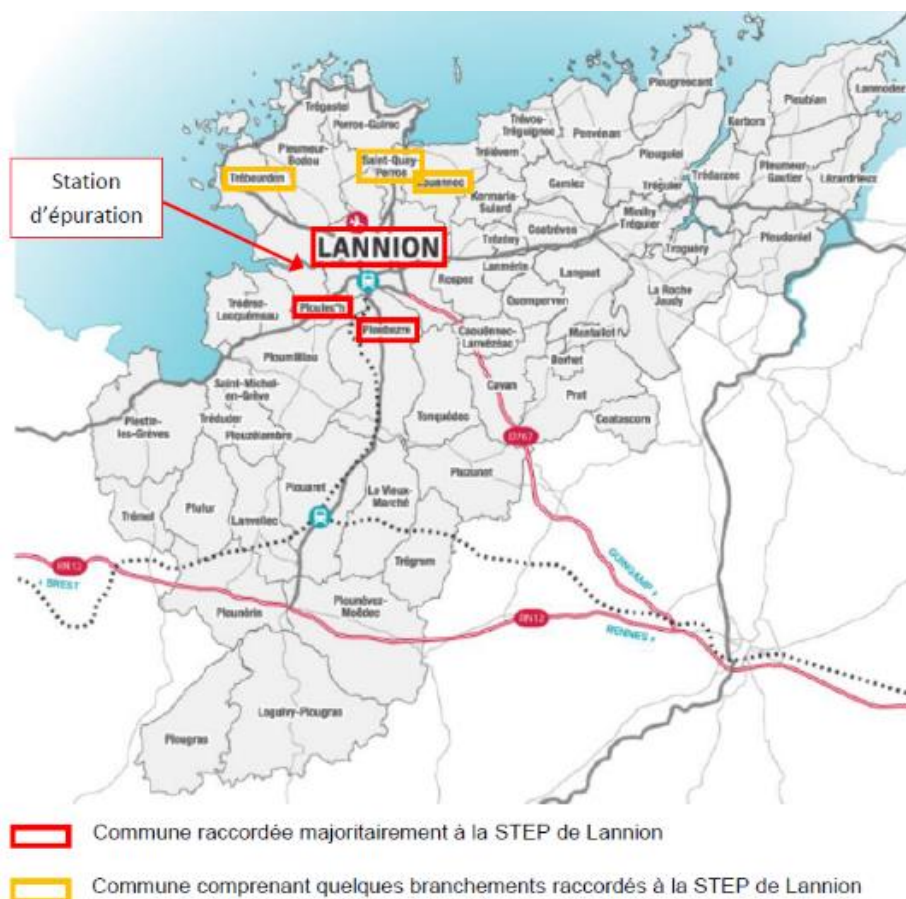 Trégastel
Perros-Guirec
Pleumeur-
Bodou
Trébeurden
Saint-Quay-
Perros
Louannec
Trévou-
Tréguignec
Penvénan
Plougrescant
Trélévern
Kermaria-
Sulard
Camlez
Plouguiel
Kerbors
Pleubian
Lanmodez
Tréguier
Trédarzec
Pleumeur-
Gautier
Lézardrieux
Minihy
Tréguier
Coatréven
Trézény
Troguéry
Pleudaniel
Station
d'épuration
LANNION
Rospez
Lanmérin
Langoat
Quemperven
La Roche
Jaudy
Trédrez-
Locquémeau
Ploulec'h
Ploubezre
Caouënnec-
Lanvézéac
Mantallot
Berhet
Ploumilliau
Cavan
Prat
Coatascorn
Saint-Michel
en-Grève
Tréduder
Plouzélambre
Plestin-
les-Grèves
Tonquédec
D767
Pluzunet
Plouaret
Le Vieux-
Marché
Trémel
Plufur
Lanvellec
Trégrom
GUINGAMP
RN12
BREST
Plounérin
Plounévez-
Moëdec
RN12
RENNES
Plougras
Loguivy-Plougras
Commune raccordée majoritairement à la STEP de Lannion
Commune comprenant quelques branchements raccordés à la STEP de Lannion